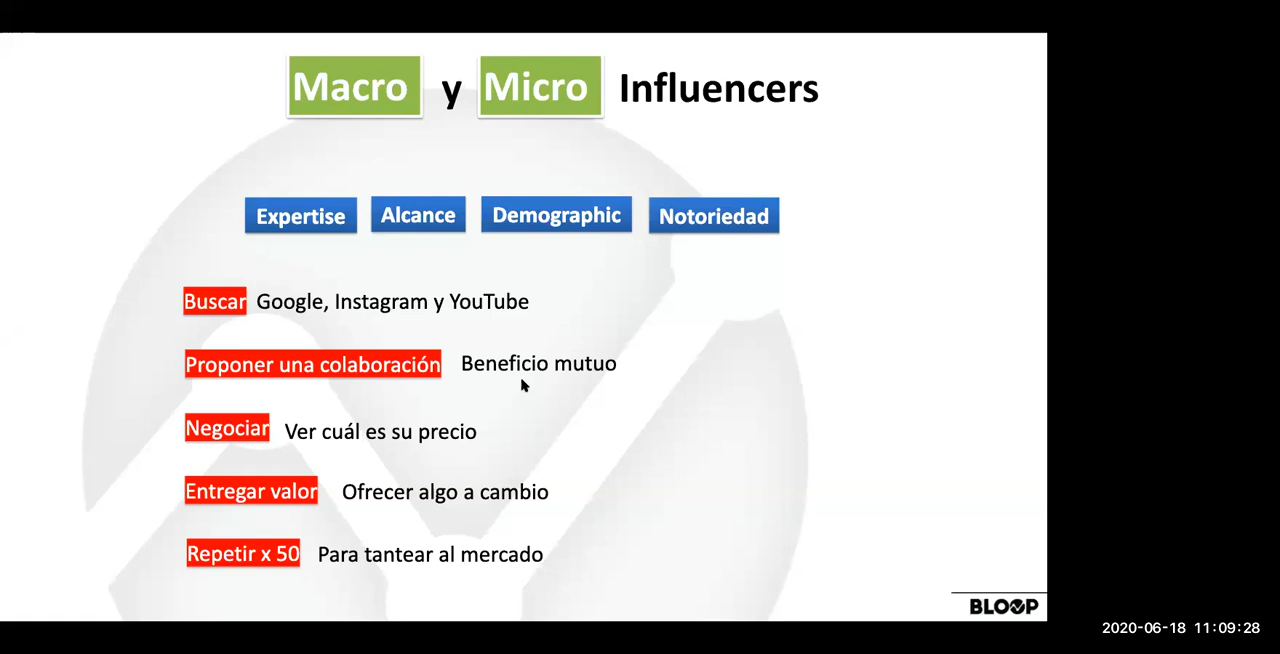 Macro y Micro Influencers
Expertise Alcance Demographic Notoriedad
Buscar Google, Instagram y YouTube
Proponer una colaboración Beneficio mutuo
Negociar Ver cuál es su precio
Entregar valor Ofrecer algo a cambio
Repetir x 50 Para tantear al mercado
BLOOP
2020-06-18 11:09:28